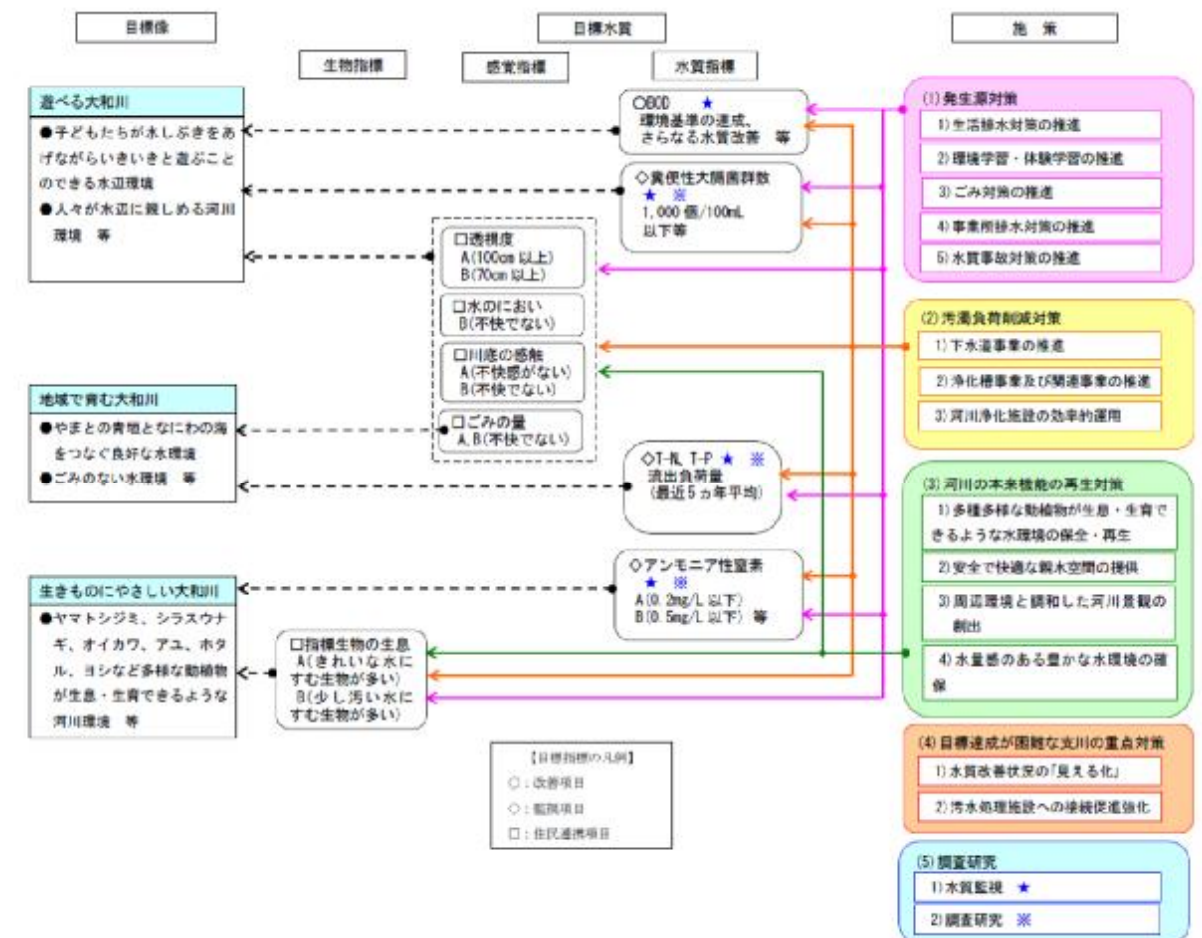 目標像
目標水質
施 策
生物指標
感覚指標
水質指標
遊べる大和川
●子どもたちが水しぶきをあ
げながらいきいきと遊ぶこと
のできる水辺環境
●人々が水辺に親しめる河川
環境 等
地域で育む大和川
●やまとの青垣となにわの海
をつなぐ良好な水環境
●ごみのない水環境 等
生きものにやさしい大和川
●ヤマトシジミ、シラスウナ
ギ、オイカワ、アユ、ホタ
ル、ヨシなど多様な動植物
が生息・生育できるような
河川環境 等
□指標生物の生息
A(きれいな水に
すむ生物が多い)
B(少し汚い水に
すむ生物が多い)
□透視度
A(100cm以上)
B(70cm以上)
□水のにおい
B(不快でない)
□川底の感触
A(不快感がない)
B(不快でない)
□ごみの量
A,B(不快でない)
○BOD ★
環境基準の達成、
さらなる水質改善 等
◇糞便性大腸菌群数
★ ※
1,000個/100mL
以下等
◇T-N、T-P ★ ※
流出負荷量
(最近5ヵ年平均)
◇アンモニア性窒素
★ ※
A(0.2mg/L以下)
B(0.5mg/L以下) 等
【目標指標の凡例】
○:改善項目
◇:監視項目
□:住民連携項目
(1)発生源対策
1)生活排水対策の推進
2)環境学習・体験学習の推進
3)ごみ対策の推進
4)事業所排水対策の推進
5)水質事故対策の推進
(2)汚濁負荷削減対策
1)下水道事業の推進
2)浄化槽事業及び関連事業の推進
3)河川浄化施設の効率的運用
(3)河川の本来機能の再生対策
1)多種多様な動植物が生息・生育で
きるような水環境の保全・再生
2)安全で快適な親水空間の提供
3)周辺環境と調和した河川景観の
創出
4)水量感のある豊かな水環境の確
保
(4)目標達成が困難な支川の重点対策
1)水質改善状況の「見える化」
2)汚水処理施設への接続促進強化
(5)調査研究
1)水質監視 ★
2)調査研究 ※